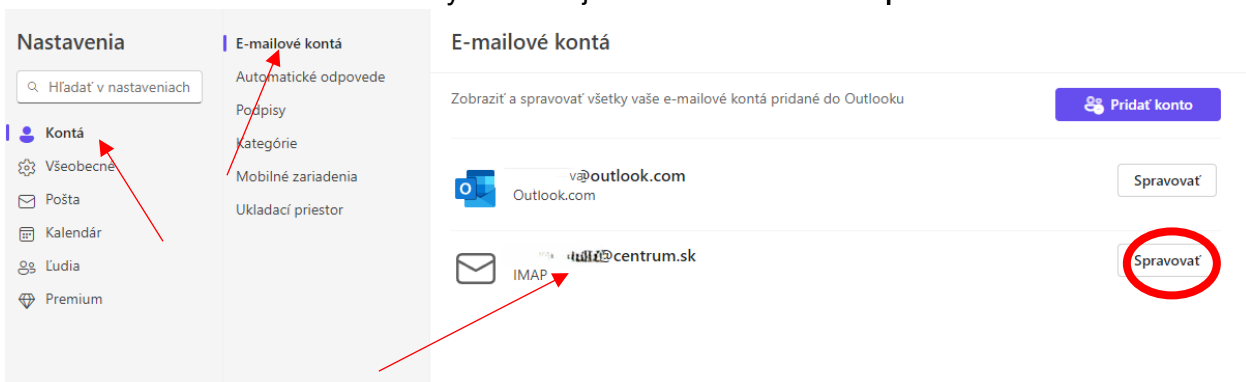 Nastavenia
Hľadať v nastaveniach
Kontá
Všeobecné
Pošta
Kalendár
Ľudia
Premium
E-mailové kontá
Automatické odpovede
Podpisy
Kategórie
Mobilné zariadenia
Ukladací priestor
E-mailové kontá
Zobraziť a spravovať všetky vaše e-mailové kontá pridané do Outlooku
Pridať konto
va@outlook.com
Outlook.com
Spravovať
@centrum.sk
IMAP
Spravovať